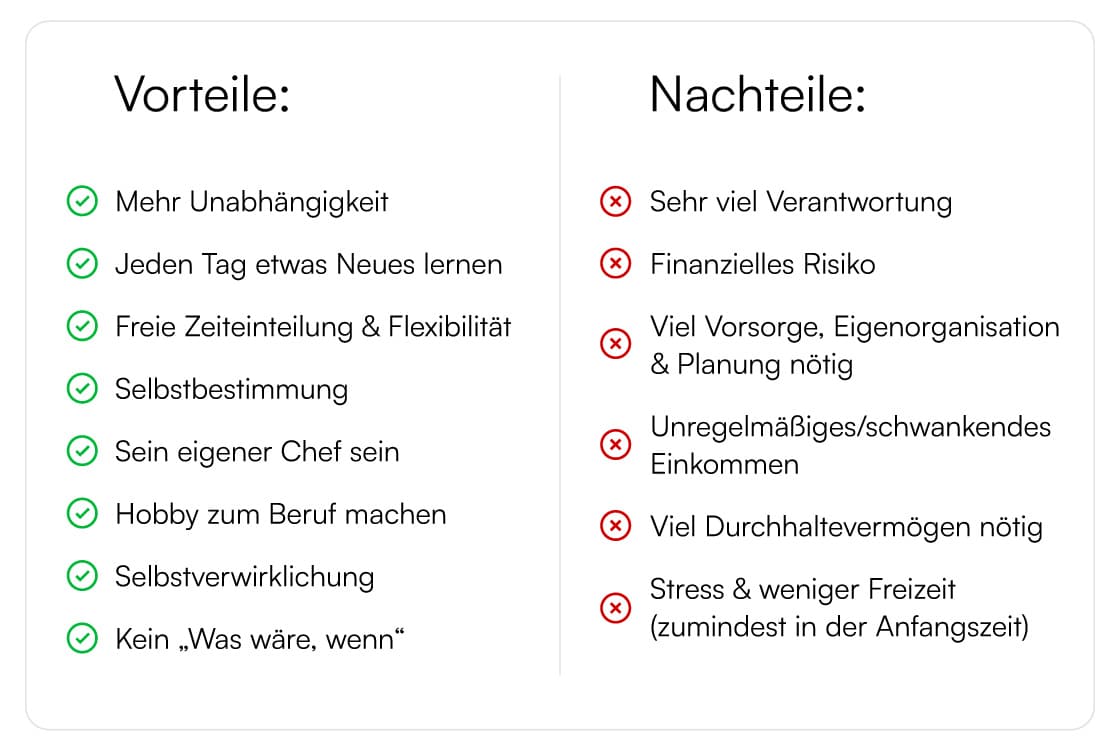 Vorteile:
Mehr Unabhängigkeit
Jeden Tag etwas Neues lernen
Freie Zeiteinteilung & Flexibilität
Selbstbestimmung
Sein eigener Chef sein
Hobby zum Beruf machen
Selbstverwirklichung
Kein „Was wäre, wenn“
Nachteile:
Sehr viel Verantwortung
Finanzielles Risiko
Viel Vorsorge, Eigenorganisation
& Planung nötig
Unregelmäßiges/schwankendes
Einkommen
Viel Durchhaltevermögen nötig
Stress & weniger Freizeit
(zumindest in der Anfangszeit)